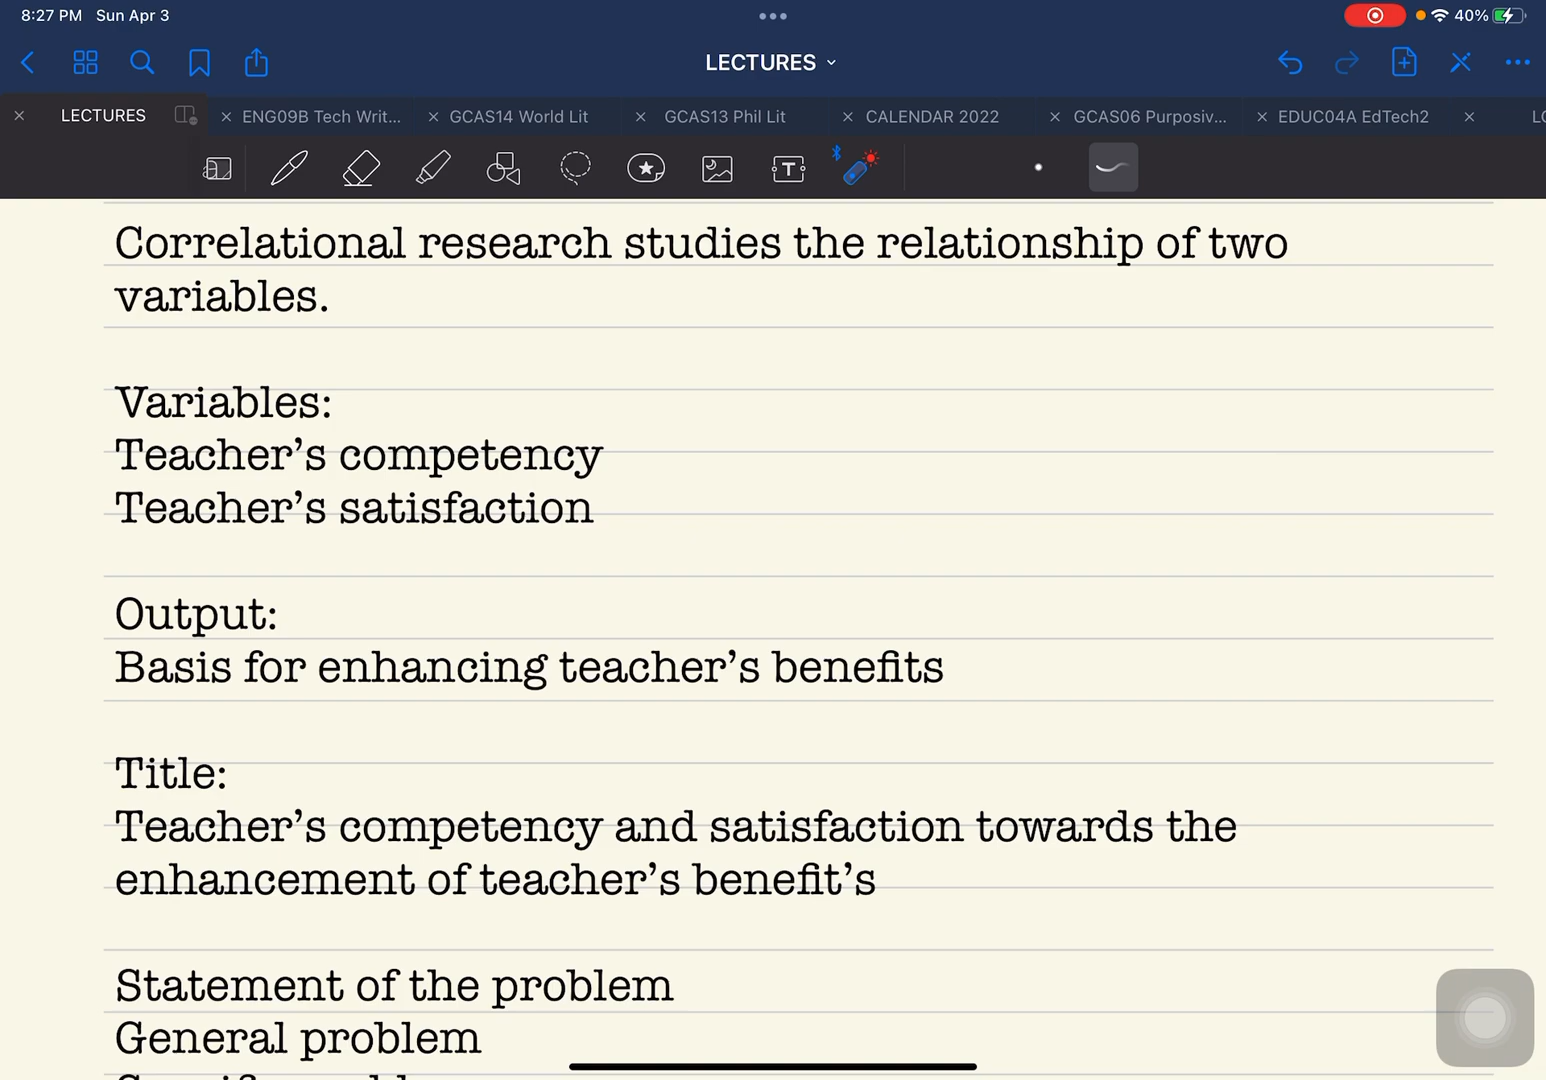 8:27 PM Sun Apr 3
40%
LECTURES
LECTURES
ENG09B Tech Writ...
GCAS14 World Lit
GCAS13 Phil Lit
CALENDAR 2022
GCAS06 Purposiv...
EDUC04A EdTech2
Correlational research studies the relationship of two
variables.
Variables:
Teacher’s competency
Teacher’s satisfaction
Output:
Basis for enhancing teacher’s benefits
Title:
Teacher’s competency and satisfaction towards the
enhancement of teacher’s benefit’s
Statement of the problem
General problem